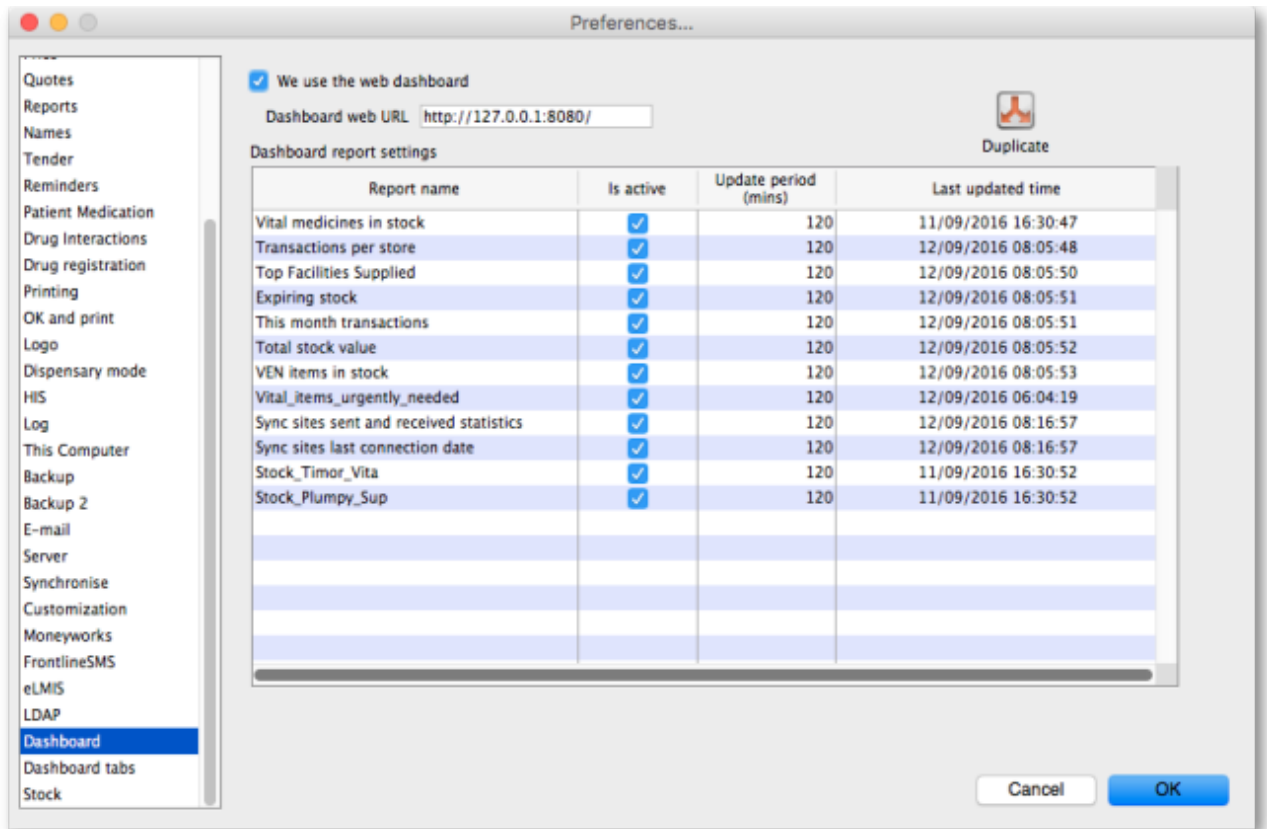 Preferences...
Quotes
Reports
Names
Tender
Reminders
Patient Medication
Drug Interactions
Drug registration
Printing
OK and print
Logo
Dispensary mode
HIS
Log
This Computer
Backup
Backup 2
E-mail
Server
Synchronise
Customization
Moneyworks
FrontlineSMS
eLMIS
LDAP
Dashboard
Dashboard tabs
Stock
We use the web dashboard
Dashboard web URL http://127.0.0.1:8080/
Duplicate
Dashboard report settings
Report name Is active Update period (mins) Last updated time
Vital medicines in stock 120 11/09/2016 16:30:47
Transactions per store 120 12/09/2016 08:05:48
Top Facilities Supplied 120 12/09/2016 08:05:50
Expiring stock 120 12/09/2016 08:05:51
This month transactions 120 12/09/2016 08:05:51
Total stock value 120 12/09/2016 08:05:52
VEN items in stock 120 12/09/2016 08:05:53
Vital_items_urgently_needed 120 12/09/2016 06:04:19
Sync sites sent and received statistics 120 12/09/2016 08:16:57
Sync sites last connection date 120 12/09/2016 08:16:57
Stock_Timor_Vita 120 11/09/2016 16:30:52
Stock_Plumpy_Sup 120 11/09/2016 16:30:52
Cancel OK